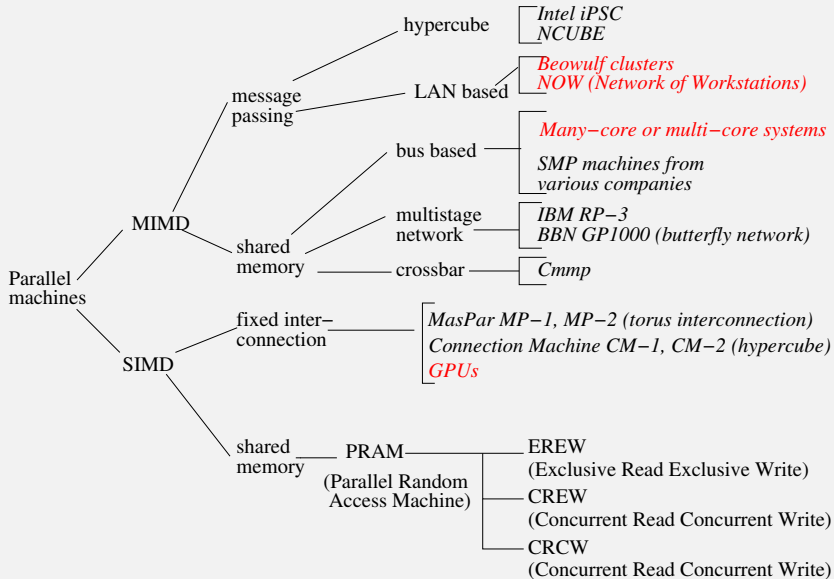 hypercube
Intel iPSC
NCUBE
message
passing
LAN based
Beowulf clusters
NOW (Network of Workstations)
bus based
Many−core or multi−core systems
SMP machines from
various companies
MIMD
multistage
network
IBM RP−3
BBN GP1000 (butterfly network)
shared
memory
crossbar
Cmmp
Parallel
machines
fixed inter−
connection
MasPar MP−1, MP−2 (torus interconnection)
Connection Machine CM−1, CM−2 (hypercube)
GPUs
SIMD
shared
memory
PRAM
(Parallel Random
Access Machine)
EREW
(Exclusive Read Exclusive Write)
CREW
(Concurrent Read Concurrent Write)
CRCW
(Concurrent Read Concurrent Write)